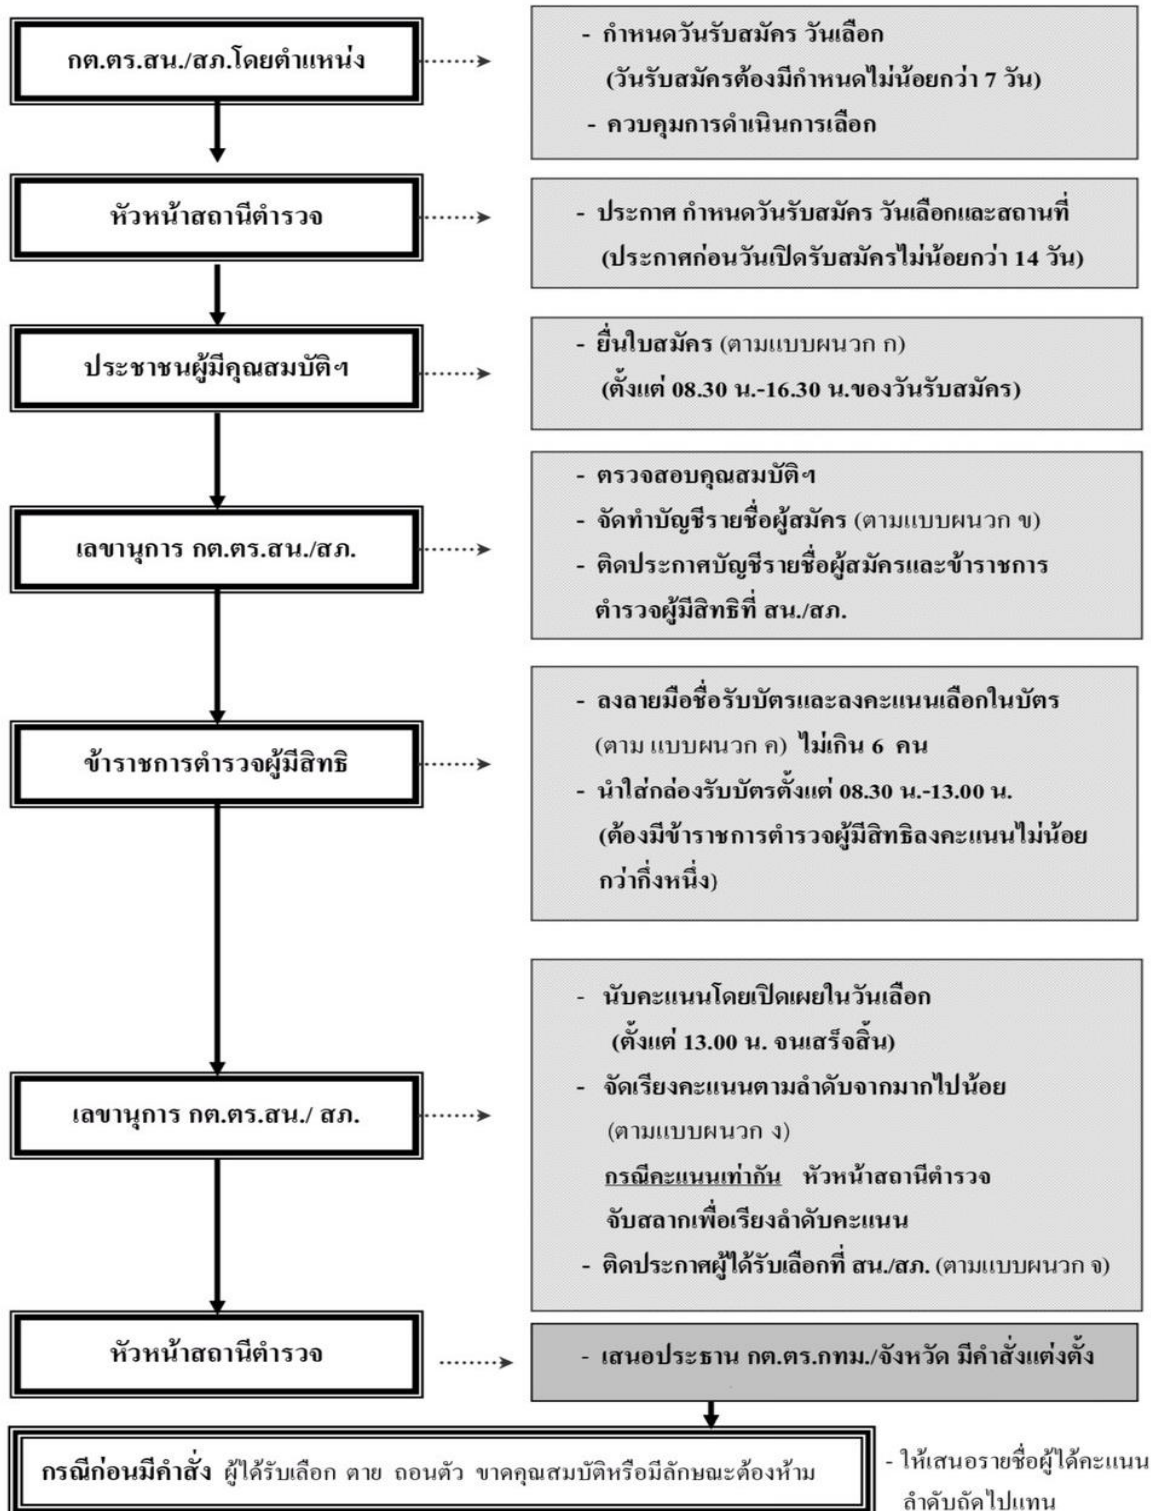 กต.ตร.สน./สภ.โดยตำแหน่ง
- กำหนดวันรับสมัคร วันเลือก
(วันรับสมัครต้องมีกำหนดไม่น้อยกว่า 7 วัน)
- ควบคุมการดำเนินการเลือก
หัวหน้าสถานีตำรวจ
- ประกาศ กำหนดวันรับสมัคร วันเลือกและสถานที่
(ประกาศก่อนวันเปิดรับสมัครไม่น้อยกว่า 14 วัน)
ประชาชนผู้มีคุณสมบัติฯ
- ยื่นใบสมัคร (ตามแบบผนวก ก)
(ตั้งแต่ 08.30 น.-16.30 น.ของวันรับสมัคร)
เลขานุการ กต.ตร.สน./สภ.
- ตรวจสอบคุณสมบัติฯ
- จัดทำบัญชีรายชื่อผู้สมัคร (ตามแบบผนวก ข)
- ติดประกาศบัญชีรายชื่อผู้สมัครและข้าราชการ
ตำรวจผู้มีสิทธิที่ สน./สภ.
ข้าราชการตำรวจผู้มีสิทธิ
- ลงลายมือชื่อรับบัตรและลงคะแนนเลือกในบัตร
(ตาม แบบผนวก ค) ไม่เกิน 6 คน
- นำใส่กล่องรับบัตรตั้งแต่ 08.30 น.-13.00 น.
(ต้องมีข้าราชการตำรวจผู้มีสิทธิลงคะแนนไม่น้อย
กว่ากึ่งหนึ่ง)
เลขานุการ กต.ตร.สน./ สภ.
- นับคะแนนโดยเปิดเผยในวันเลือก
(ตั้งแต่ 13.00 น. จนเสร็จสิ้น)
- จัดเรียงคะแนนตามลำดับจากมากไปน้อย
(ตามแบบผนวก ง)
กรณีคะแนนเท่ากัน หัวหน้าสถานีตำรวจ
จับสลากเพื่อเรียงลำดับคะแนน
- ติดประกาศผู้ได้รับเลือกที่ สน./สภ. (ตามแบบผนวก จ)
หัวหน้าสถานีตำรวจ
- เสนอประธาน กต.ตร.กทม./จังหวัด มีคำสั่งแต่งตั้ง
กรณีก่อนมีคำสั่ง ผู้ได้รับเลือก ตาย ถอนตัว ขาดคุณสมบัติหรือมีลักษณะต้องห้าม
- ให้เสนอรายชื่อผู้ได้คะแนน
ลำดับถัดไปแทน